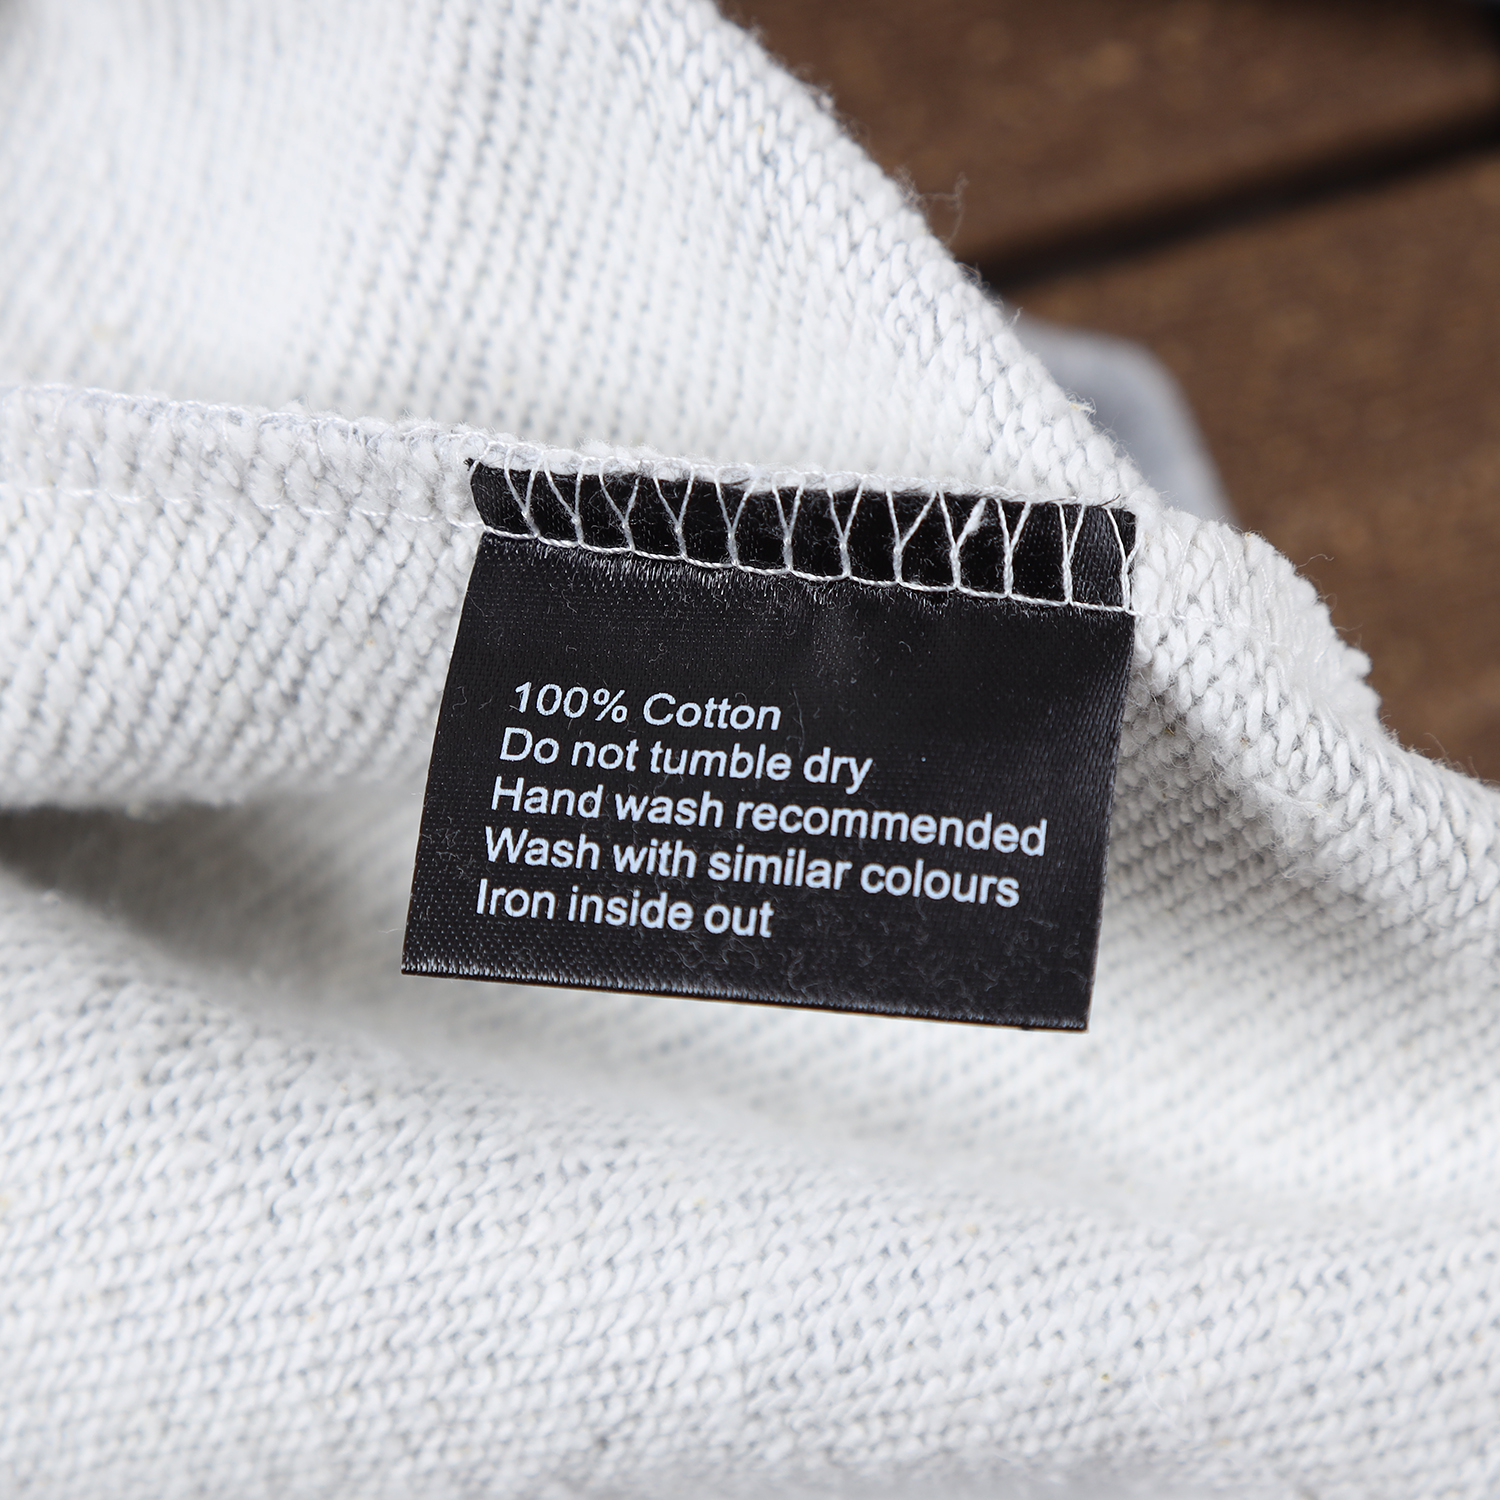 100% Cotton
Do not tumble dry
Hand wash recommended
Wash with similar colours
Iron inside out